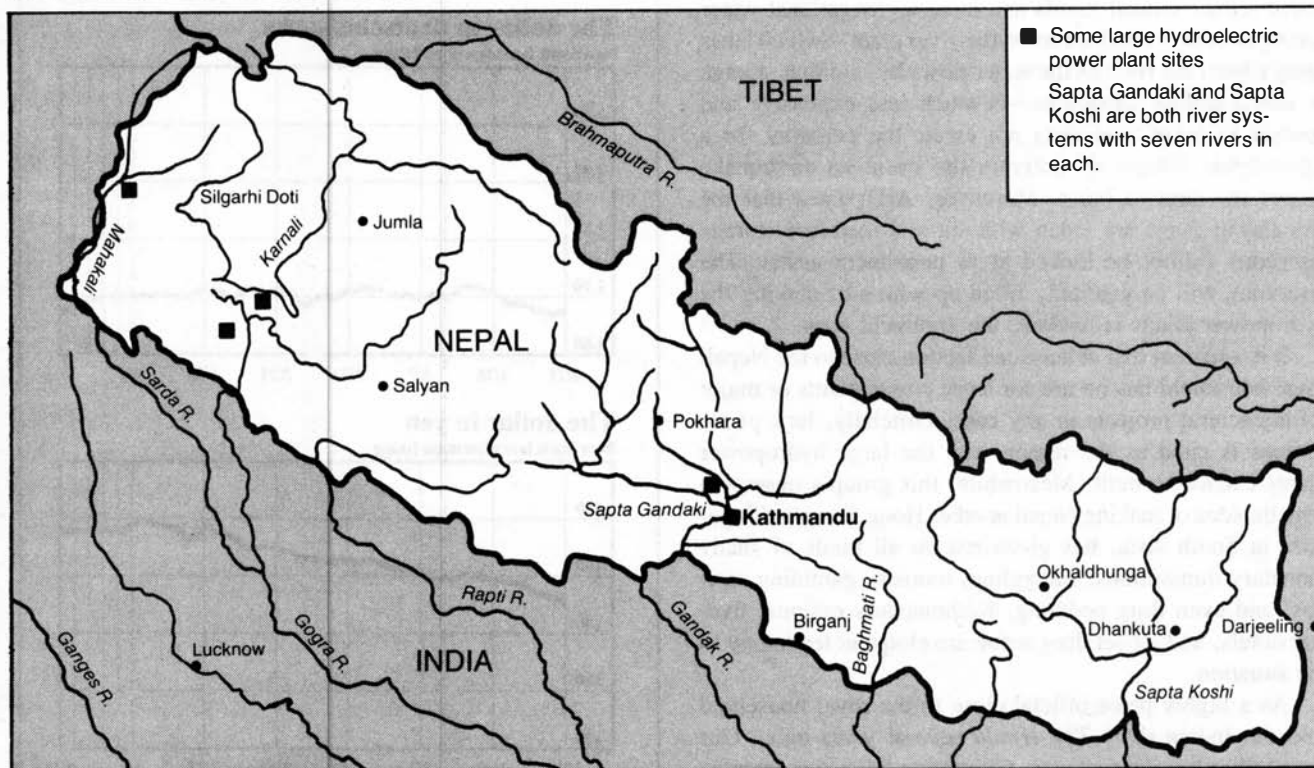 Some large hydroelectric
power plant sites
Sapta Gandaki and Sapta
Koshi are both river sys-
tems with seven rivers in
each.
TIBET
Brahmaputra R.
Silgarhi Doti
Karnali
Jumla
Mahakali
NEPAL
Salyan
Sarda R.
Pokhara
Sapta Gandaki
Kathmandu
Rapti R.
Okhaldhunga
Baghmati R.
Birganj
Dhankuta
Darjeeling
Gandak R.
Gogra R.
INDIA
Lucknow
Ganges R.
Sapta Koshi